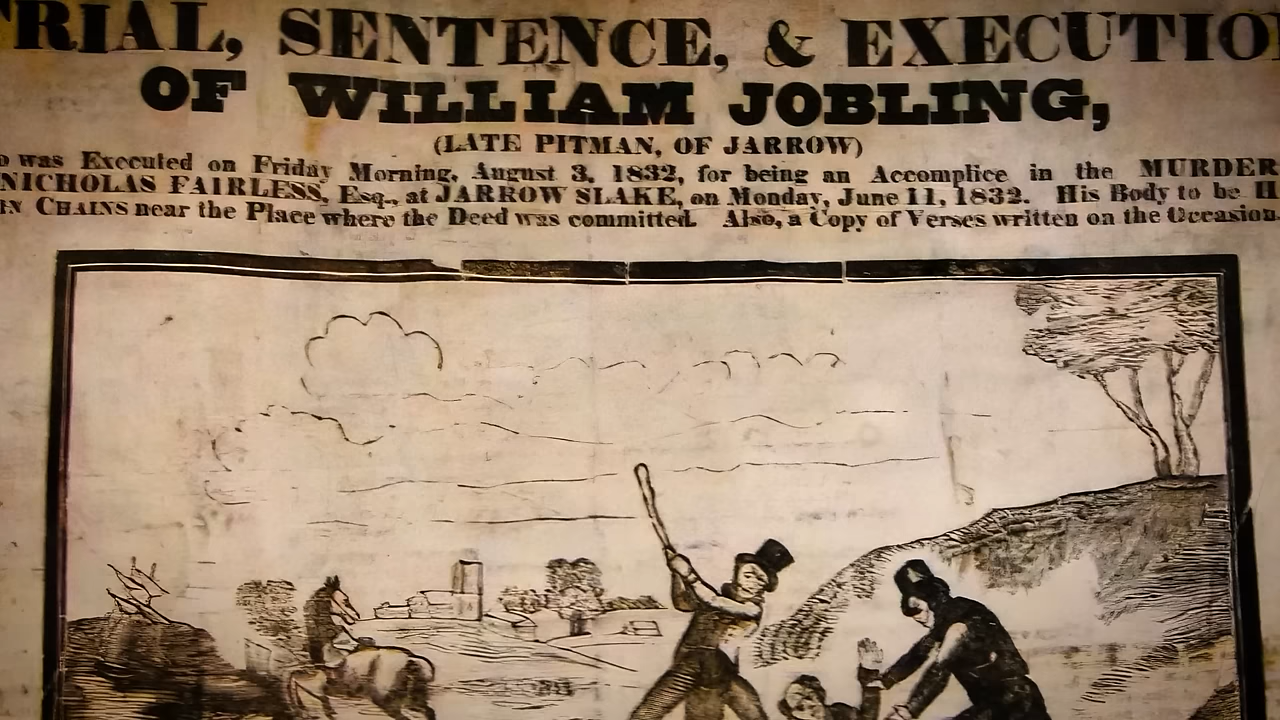 TRIAL, SENTENCE, & EXECUTIO
OF WILLIAM JOBLING,
(LATE PITMAN, OF JARROW)
o was Executed on Friday Morning, August 3, 1832, for being an Accomplice in the MURDER
NICHOLAS FAIRLESS, Esq., at JARROW SLAKE, on Monday, June 11, 1832. His Body to be H
IN CHAINS near the Place where the Deed was committed. Also, a Copy of Verses written on the Occasion.